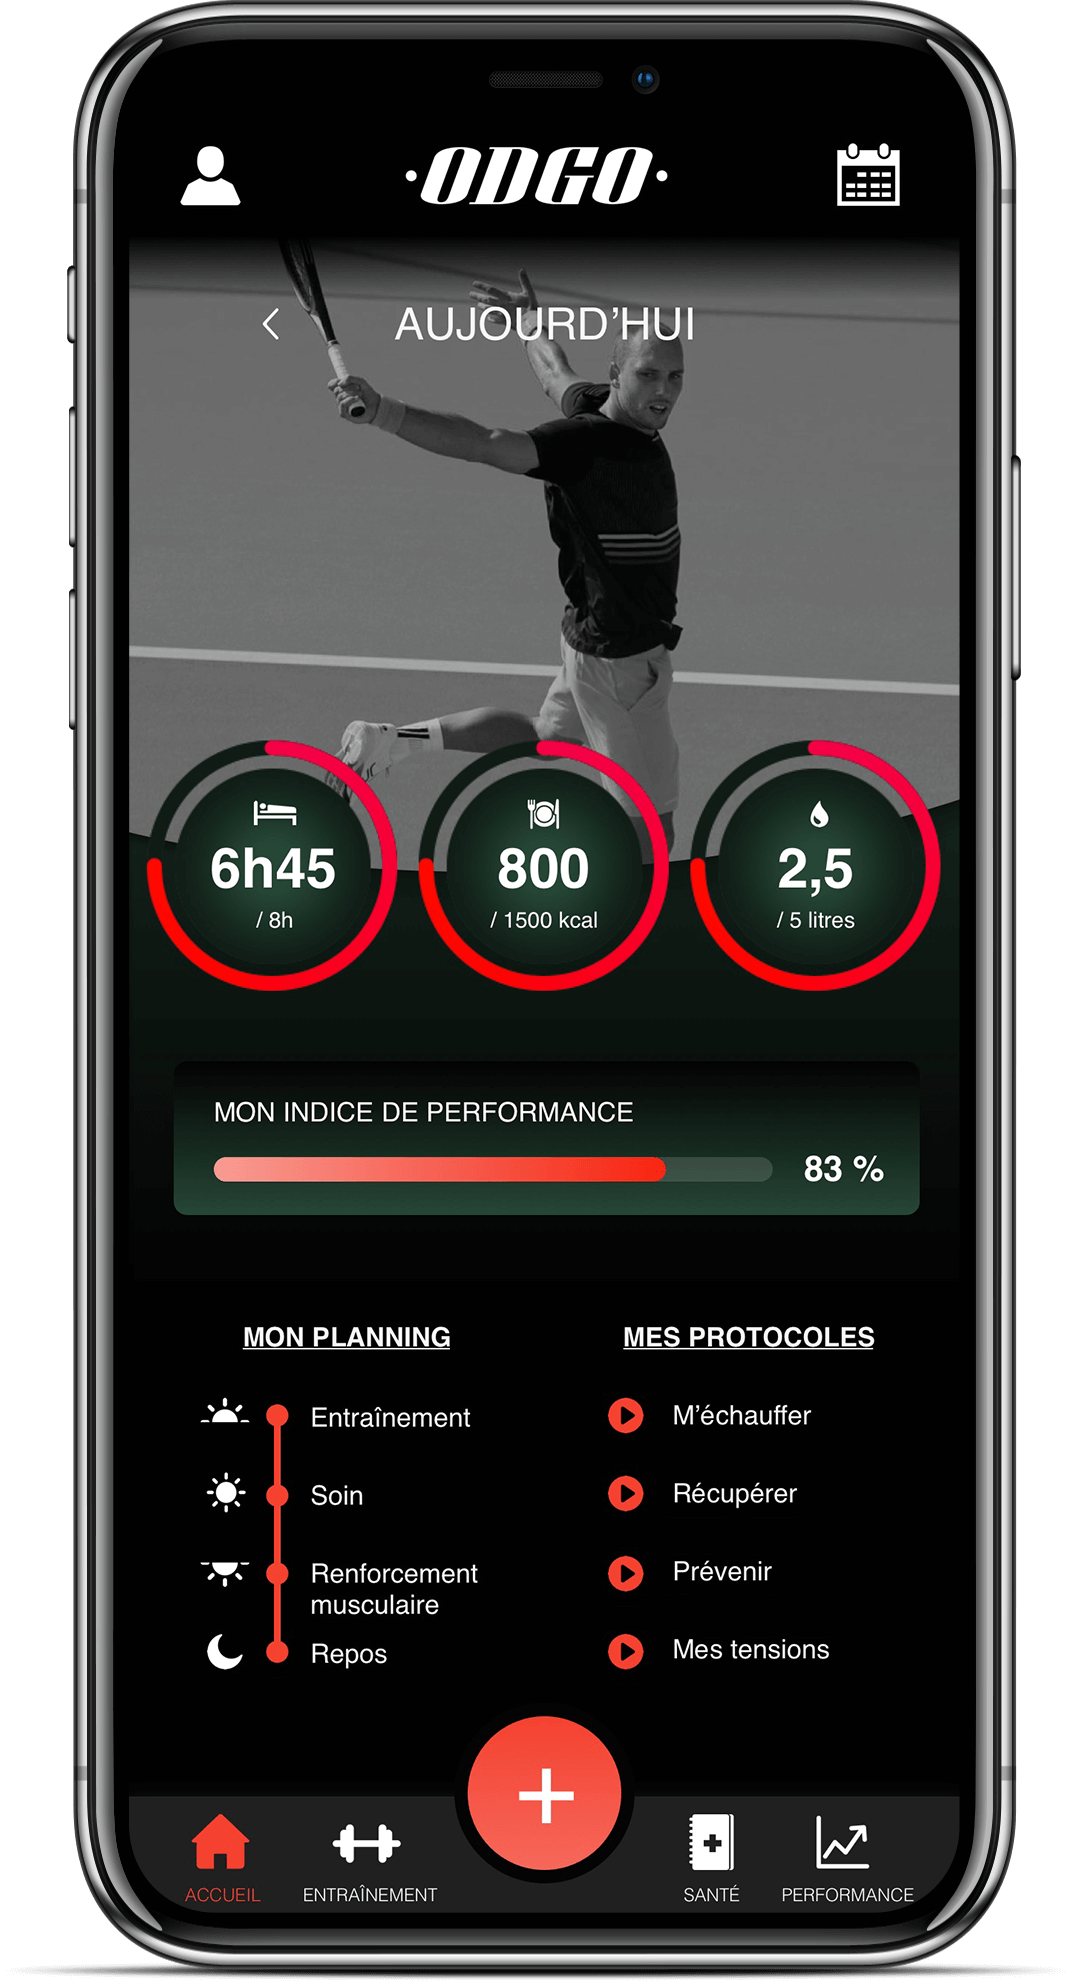 ·ODGO·
AUJOURD’HUI
6h45
/ 8h
800
/ 1500 kcal
2,5
/ 5 litres
MON INDICE DE PERFORMANCE
83 %
MON PLANNING
Entraînement
Soin
Renforcement
musculaire
Repos
MES PROTOCOLES
M’échauffer
Récupérer
Prévenir
Mes tensions
ACCUEIL
ENTRAÎNEMENT
+
SANTÉ
PERFORMANCE